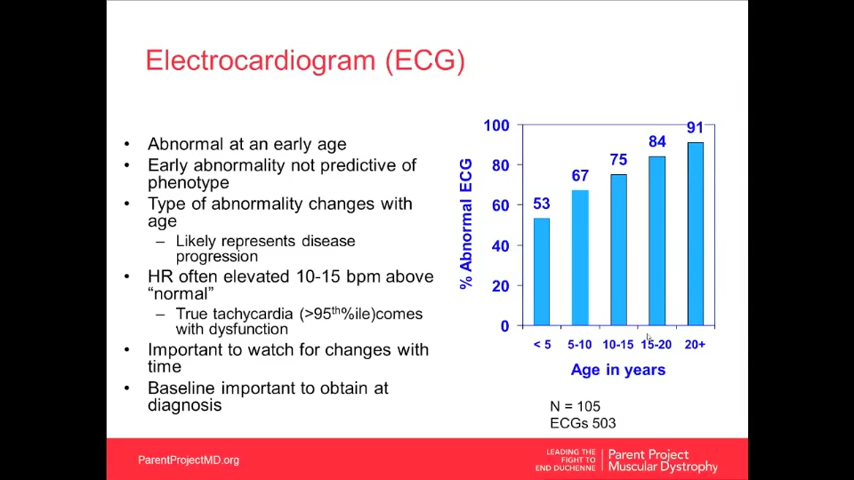 Electrocardiogram (ECG)
• Abnormal at an early age
• Early abnormality not predictive of
phenotype
• Type of abnormality changes with
age
– Likely represents disease
progression
• HR often elevated 10-15 bpm above
“normal”
– True tachycardia (>95th%ile)comes
with dysfunction
• Important to watch for changes with
time
• Baseline important to obtain at
diagnosis
% Abnormal ECG
100
80
60
40
20
0
53
67
75
84
91
< 5
5-10
10-15
15-20
20+
Age in years
N = 105
ECGs 503
ParentProjectMD.org
LEADING THE
FIGHT TO
END DUCHENNE
Parent Project
Muscular Dystrophy